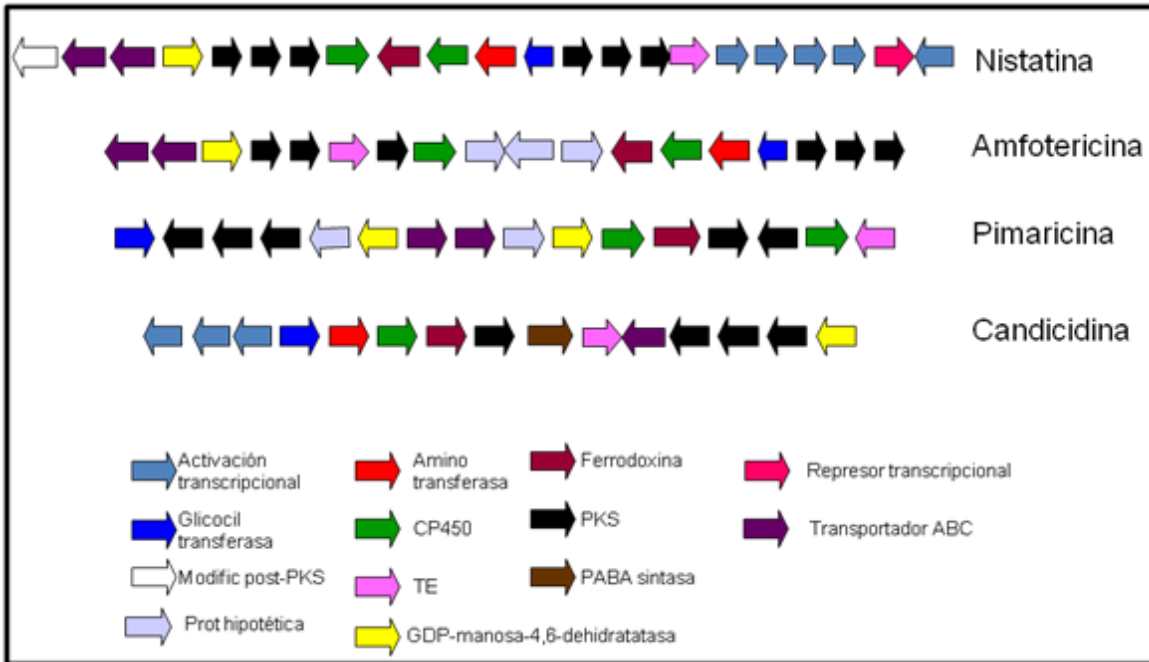 Nistatina
Amfotericina
Pimaricina
Candicidina
Activación
transcripcional
Glicocil
transferasa
Modific post-PKS
Prot hipotética
Amino
transferasa
CP450
TE
GDP-manosa-4,6-dehidratatasa
Ferrodoxina
PKS
PABA sintasa
Represor transcripcional
Transportador ABC